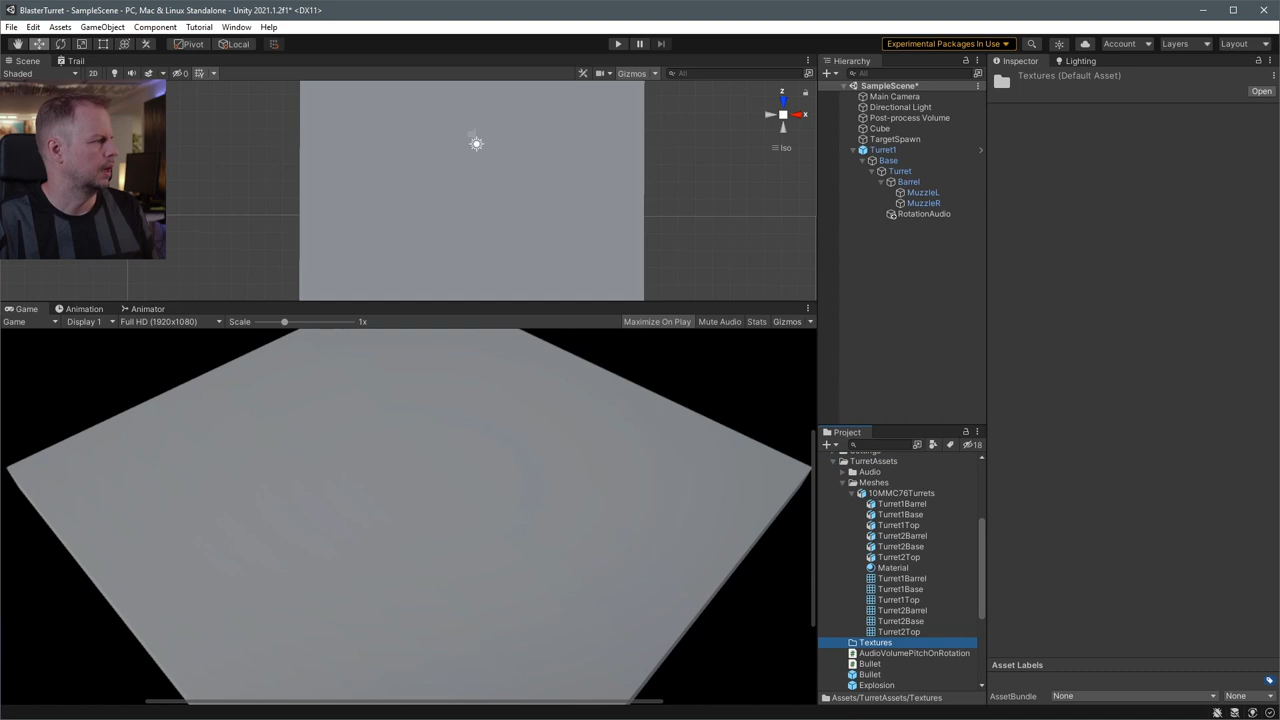 BlasterTurret - SampleScene - PC, Mac & Linux Standalone - Unity 2021.1.2f1* <DX11>
File Edit Assets GameObject Component Tutorial Window Help
Pivot Local Experimental Packages In Use Account Layers Layout
Scene Trail
Shaded 2D 0 Gizmos All
z
x
Iso
Game Animation Animator
Game Display 1 Full HD (1920x1080) Scale 1x Maximize On Play Mute Audio Stats Gizmos
Hierarchy
All
SampleScene*
Main Camera
Directional Light
Post-process Volume
Cube
TargetSpawn
Turret1
Base
Turret
Barrel
MuzzleL
MuzzleR
RotationAudio
Project
18
TurretAssets
Audio
Meshes
10MMC76Turrets
Turret1Barrel
Turret1Base
Turret1Top
Turret2Barrel
Turret2Base
Turret2Top
Material
Turret1Barrel
Turret1Base
Turret1Top
Turret2Barrel
Turret2Base
Turret2Top
Textures
AudioVolumePitchOnRotation
Bullet
Bullet
Explosion
Assets/TurretAssets/Textures
Inspector Lighting
Textures (Default Asset)
Open
Asset Labels
AssetBundle None None